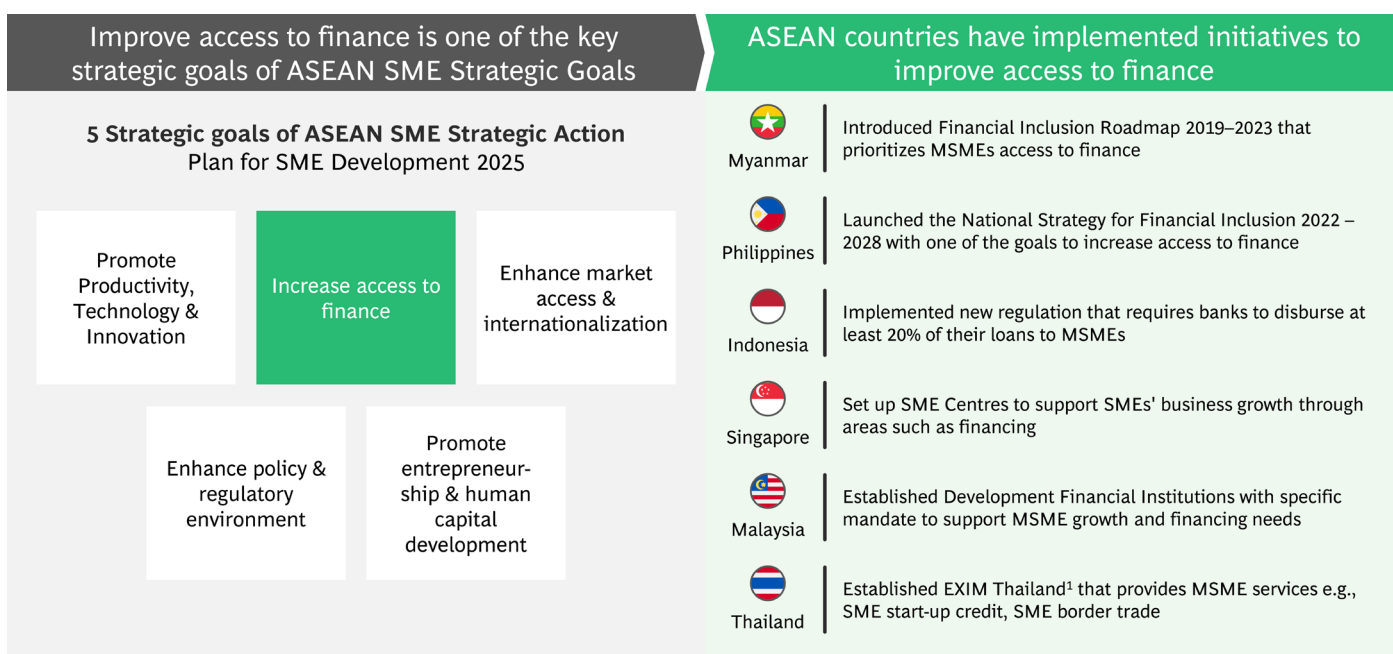 Improve access to finance is one of the key
strategic goals of ASEAN SME Strategic Goals
5 Strategic goals of ASEAN SME Strategic Action
Plan for SME Development 2025
Promote
Productivity,
Technology &
Innovation
Increase access to
finance
Enhance market
access &
internationalization
Enhance policy &
regulatory
environment
Promote
entrepreneur-
ship & human
capital
development
ASEAN countries have implemented initiatives to
improve access to finance
Myanmar
Introduced Financial Inclusion Roadmap 2019–2023 that
prioritizes MSMEs access to finance
Philippines
Launched the National Strategy for Financial Inclusion 2022 –
2028 with one of the goals to increase access to finance
Indonesia
Implemented new regulation that requires banks to disburse at
least 20% of their loans to MSMEs
Singapore
Set up SME Centres to support SMEs' business growth through
areas such as financing
Malaysia
Established Development Financial Institutions with specific
mandate to support MSME growth and financing needs
Thailand
Established EXIM Thailand¹ that provides MSME services e.g.,
SME start-up credit, SME border trade